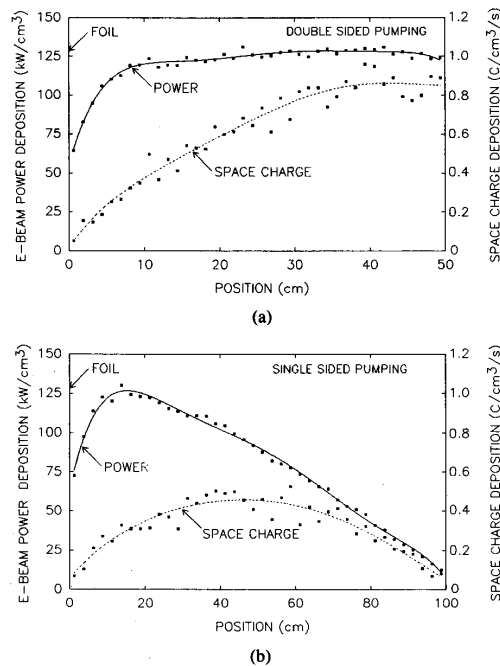 150
125
100
75
50
25
0
E-BEAM POWER DEPOSITION (kW/cm³)
FOIL
DOUBLE SIDED PUMPING
POWER
SPACE CHARGE
1.2
1.0
0.8
0.6
0.4
0.2
0
SPACE CHARGE DEPOSITION (C/cm³/s)
0 10 20 30 40 50
POSITION (cm)
(a)
150
125
100
75
50
25
0
E-BEAM POWER DEPOSITION (kW/cm³)
FOIL
SINGLE SIDED PUMPING
POWER
SPACE CHARGE
1.2
1.0
0.8
0.6
0.4
0.2
0
SPACE CHARGE DEPOSITION (C/cm³/s)
0 20 40 60 80 100
POSITION (cm)
(b)